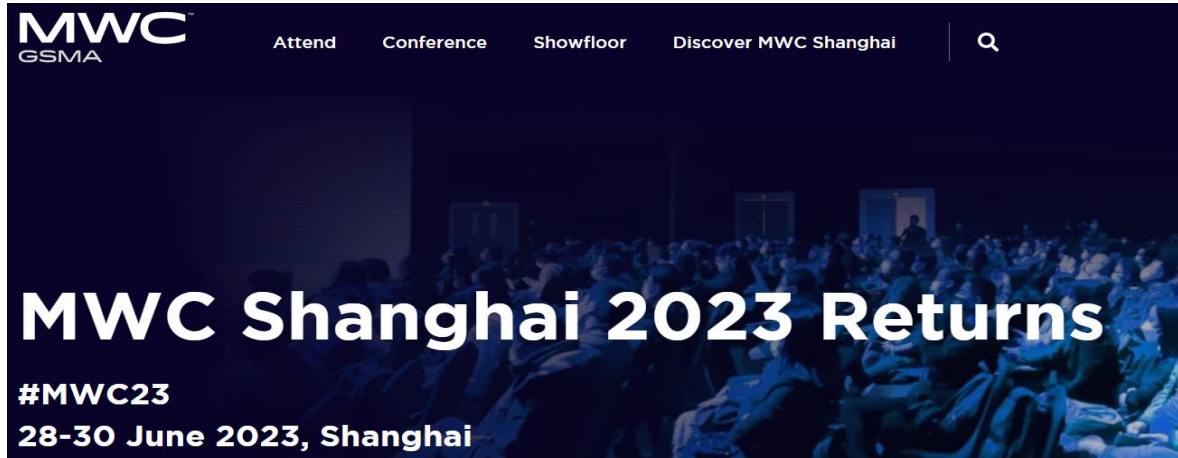 MWC
GSMA
Attend Conference Showfloor Discover MWC Shanghai
MWC Shanghai 2023 Returns
#MWC23
28-30 June 2023, Shanghai